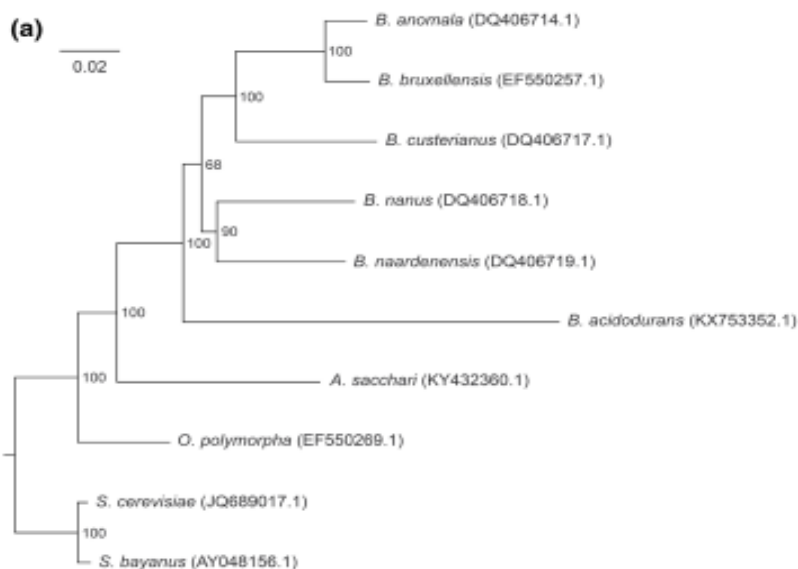 (a)
0.02
B. anomala (DQ406714.1)
100
B. bruxellensis (EF550257.1)
100
B. custerianus (DQ406717.1)
68
B. nanus (DQ406718.1)
90
100
B. naardenensis (DQ406719.1)
100
B. acidodurans (KX753352.1)
100
A. sacchari (KY432360.1)
O. polymorpha (EF550269.1)
S. cerevisiae (JQ689017.1)
100
S. bayanus (AY048156.1)